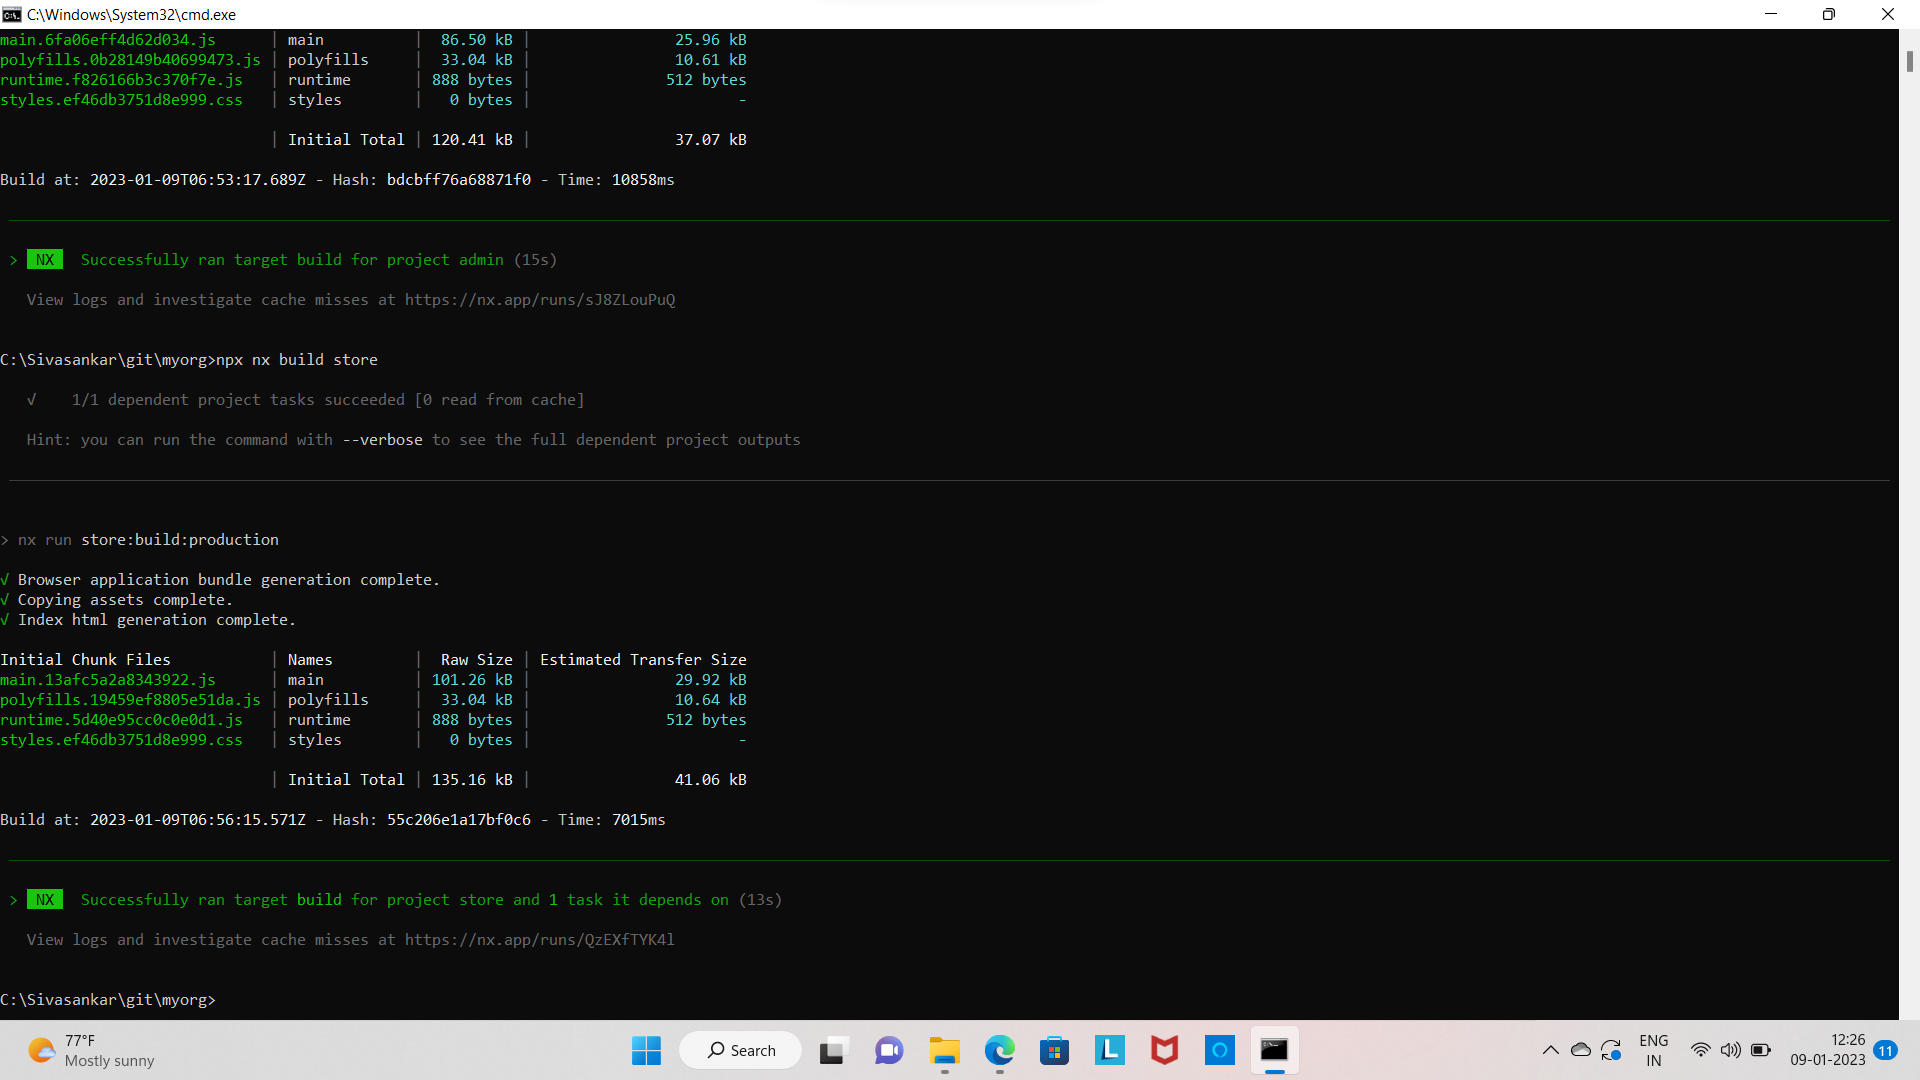 C:\Windows\System32\cmd.exe
main.6fa06eff4d62d034.js | main | 86.50 kB | 25.96 kB
polyfills.0b28149b40699473.js | polyfills | 33.04 kB | 10.61 kB
runtime.f826166b3c370f7e.js | runtime | 888 bytes | 512 bytes
styles.ef46db3751d8e999.css | styles | 0 bytes | -
| Initial Total | 120.41 kB | 37.07 kB
Build at: 2023-01-09T06:53:17.689Z - Hash: bdcbff76a68871f0 - Time: 10858ms
> NX Successfully ran target build for project admin (15s)
View logs and investigate cache misses at https://nx.app/runs/sJ8ZLouPuQ
C:\Sivasankar\git\myorg>npx nx build store
√ 1/1 dependent project tasks succeeded [0 read from cache]
Hint: you can run the command with --verbose to see the full dependent project outputs
> nx run store:build:production
√ Browser application bundle generation complete.
√ Copying assets complete.
√ Index html generation complete.
Initial Chunk Files | Names | Raw Size | Estimated Transfer Size
main.13afc5a2a8343922.js | main | 101.26 kB | 29.92 kB
polyfills.19459ef8805e51da.js | polyfills | 33.04 kB | 10.64 kB
runtime.5d40e95cc0c0e0d1.js | runtime | 888 bytes | 512 bytes
styles.ef46db3751d8e999.css | styles | 0 bytes | -
| Initial Total | 135.16 kB | 41.06 kB
Build at: 2023-01-09T06:56:15.571Z - Hash: 55c206e1a17bf0c6 - Time: 7015ms
> NX Successfully ran target build for project store and 1 task it depends on (13s)
View logs and investigate cache misses at https://nx.app/runs/QzEXfTYK4l
C:\Sivasankar\git\myorg>
77°F
Mostly sunny
Search
L
ENG
IN
12:26
09-01-2023
11